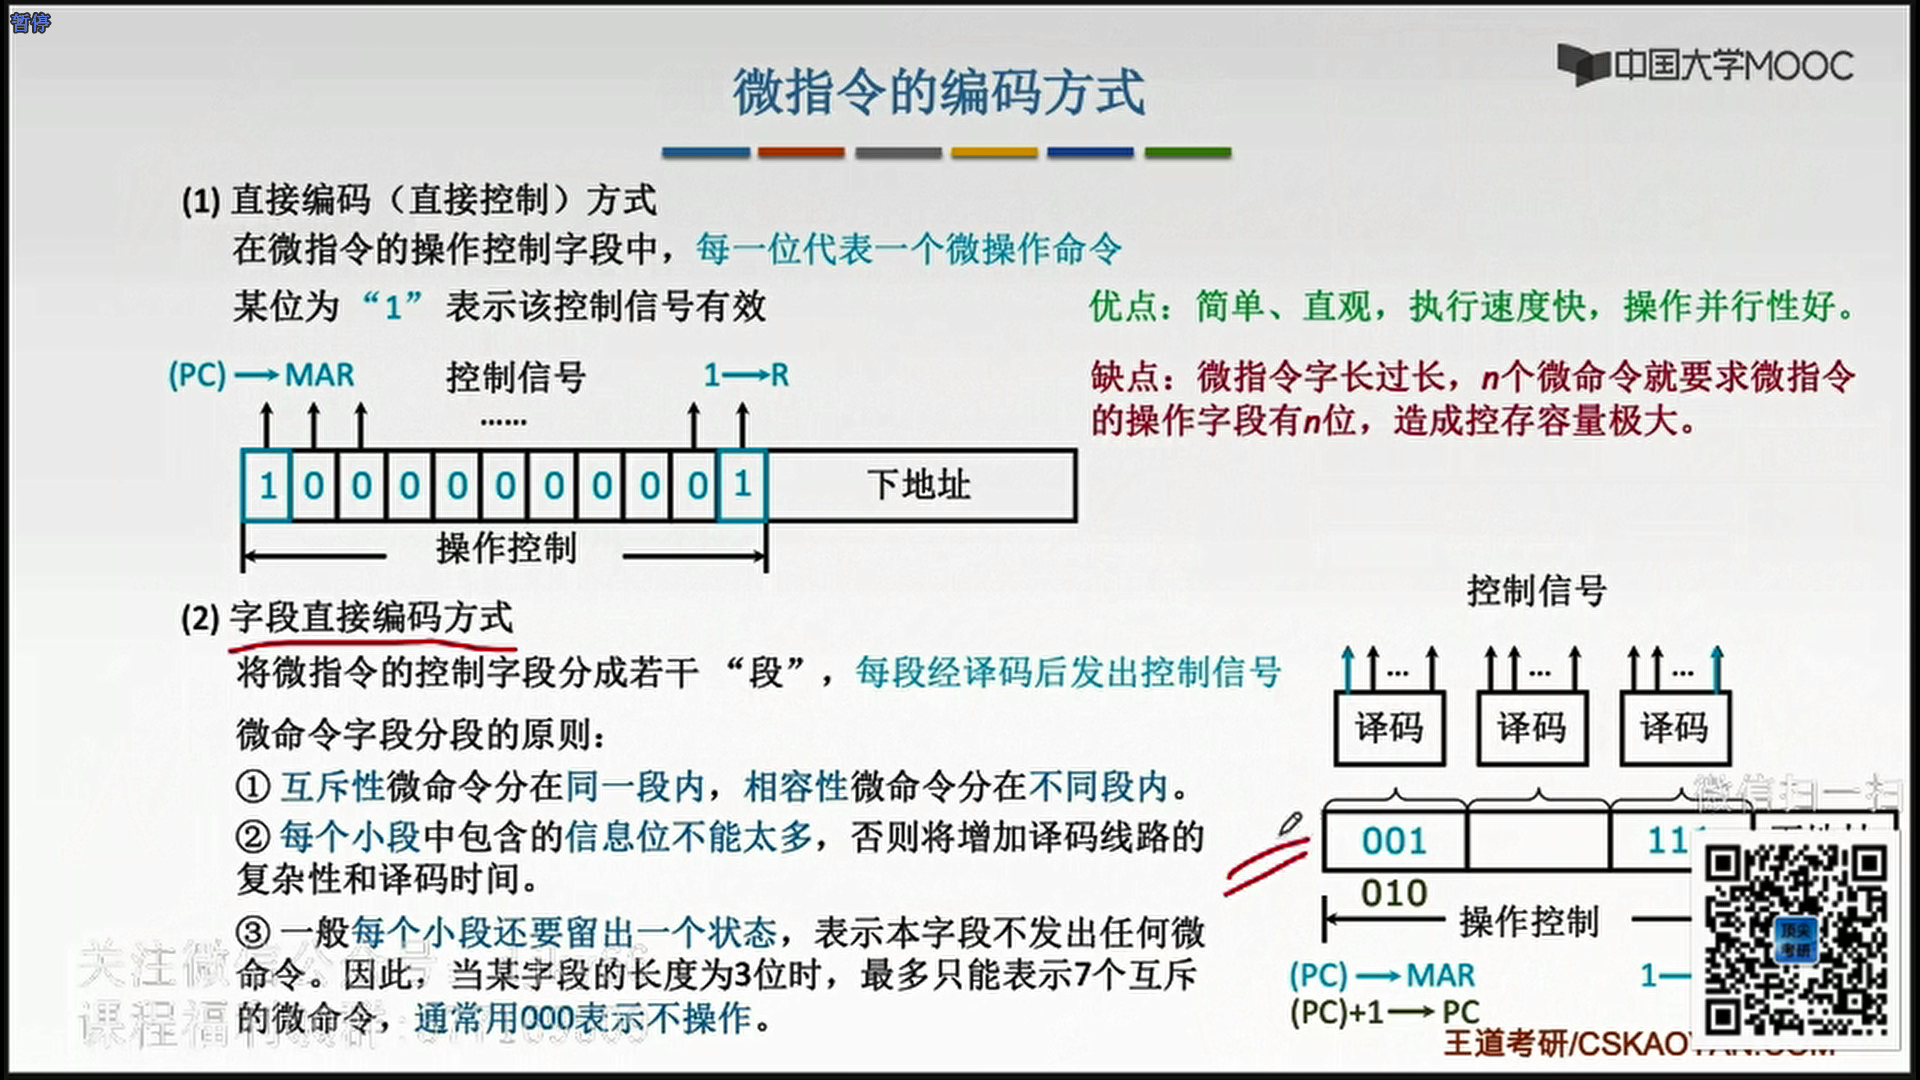 暂停
中国大学MOOC
微指令的编码方式
(1) 直接编码（直接控制）方式
在微指令的操作控制字段中，每一位代表一个微操作命令
某位为“1”表示该控制信号有效
优点：简单、直观，执行速度快，操作并行性好。
缺点：微指令字长过长，n个微命令就要求微指令
的操作字段有n位，造成控存容量极大。
(PC)→MAR 控制信号 1→R
......
1 0 0 0 0 0 0 0 0 0 1 下地址
操作控制
(2) 字段直接编码方式
将微指令的控制字段分成若干“段”，每段经译码后发出控制信号
微命令字段分段的原则：
① 互斥性微命令分在同一段内，相容性微命令分在不同段内。
② 每个小段中包含的信息位不能太多，否则将增加译码线路的
复杂性和译码时间。
③ 一般每个小段还要留出一个状态，表示本字段不发出任何微
命令。因此，当某字段的长度为3位时，最多只能表示7个互斥
的微命令，通常用000表示不操作。
控制信号
... ... ...
译码 译码 译码
001 11
010
操作控制
(PC)→MAR 1→
(PC)+1→PC
微信扫一扫
顶尖
考研
王道考研/CSKAOYAN.COM
关注微信公众号
课程福利